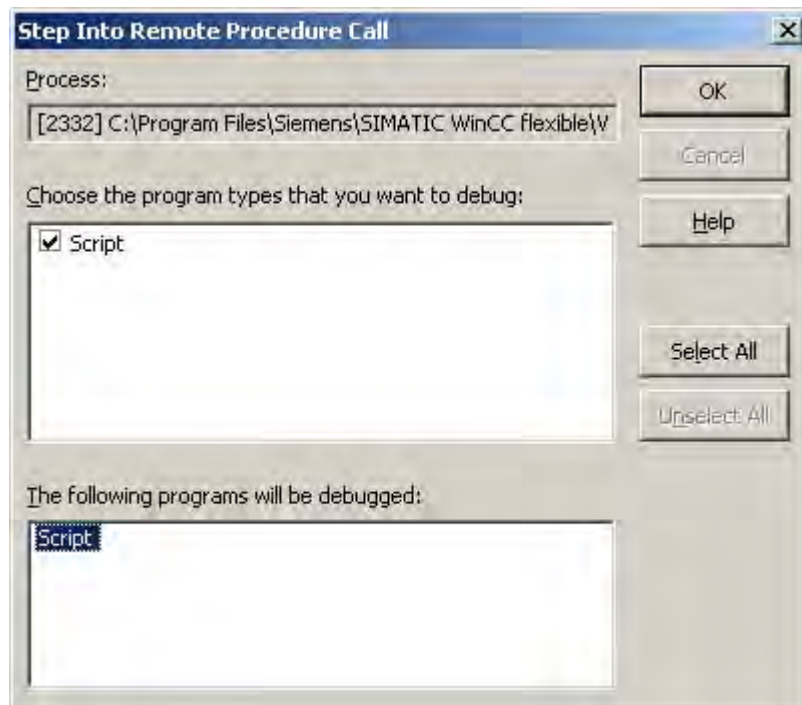 Step Into Remote Procedure Call
Process:
OK
[2332] C:\Program Files\Siemens\SIMATIC WinCC flexible\V
Cancel
Choose the program types that you want to debug:
Help
Script
Select All
Unselect All
The following programs will be debugged:
Script